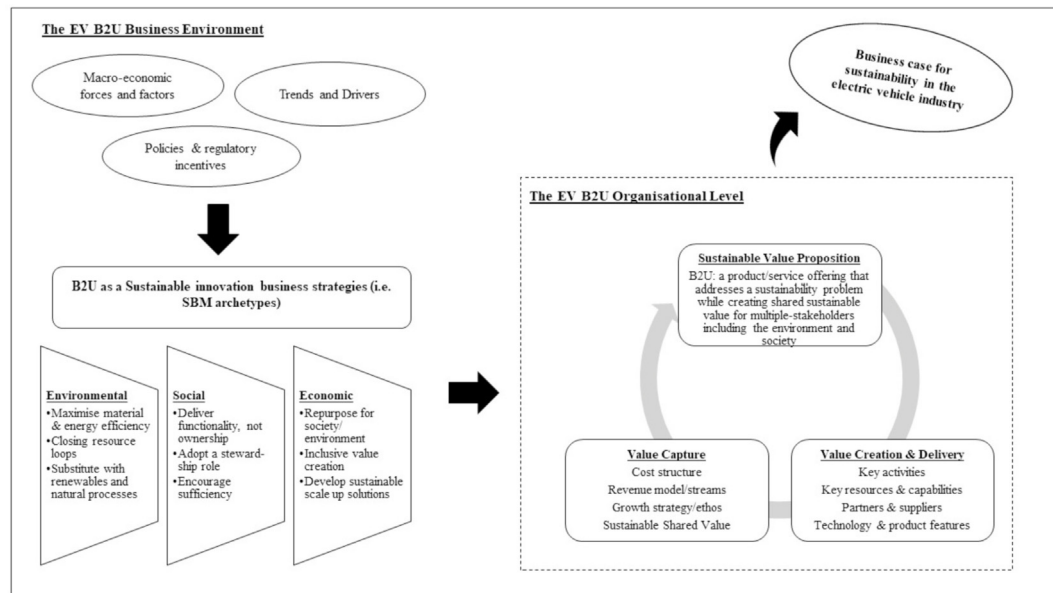 The EV B2U Business Environment
Macro-economic
forces and factors
Trends and Drivers
Policies & regulatory
incentives
B2U as a Sustainable innovation business strategies (i.e.
SBM archetypes)
Environmental
•Maximise material
& energy efficiency
•Closing resource
loops
•Substitute with
renewables and
natural processes
Social
•Deliver
functionality, not
ownership
•Adopt a steward-
ship role
•Encourage
sufficiency
Economic
•Repurpose for
society/
environment
•Inclusive value
creation
•Develop sustainable
scale up solutions
Business case for
sustainability in the
electric vehicle industry
The EV B2U Organisational Level
Sustainable Value Proposition
B2U: a product/service offering that
addresses a sustainability problem
while creating shared sustainable
value for multiple-stakeholders
including the environment and
society
Value Capture
Cost structure
Revenue model/streams
Growth strategy/ethos
Sustainable Shared Value
Value Creation & Delivery
Key activities
Key resources & capabilities
Partners & suppliers
Technology & product features